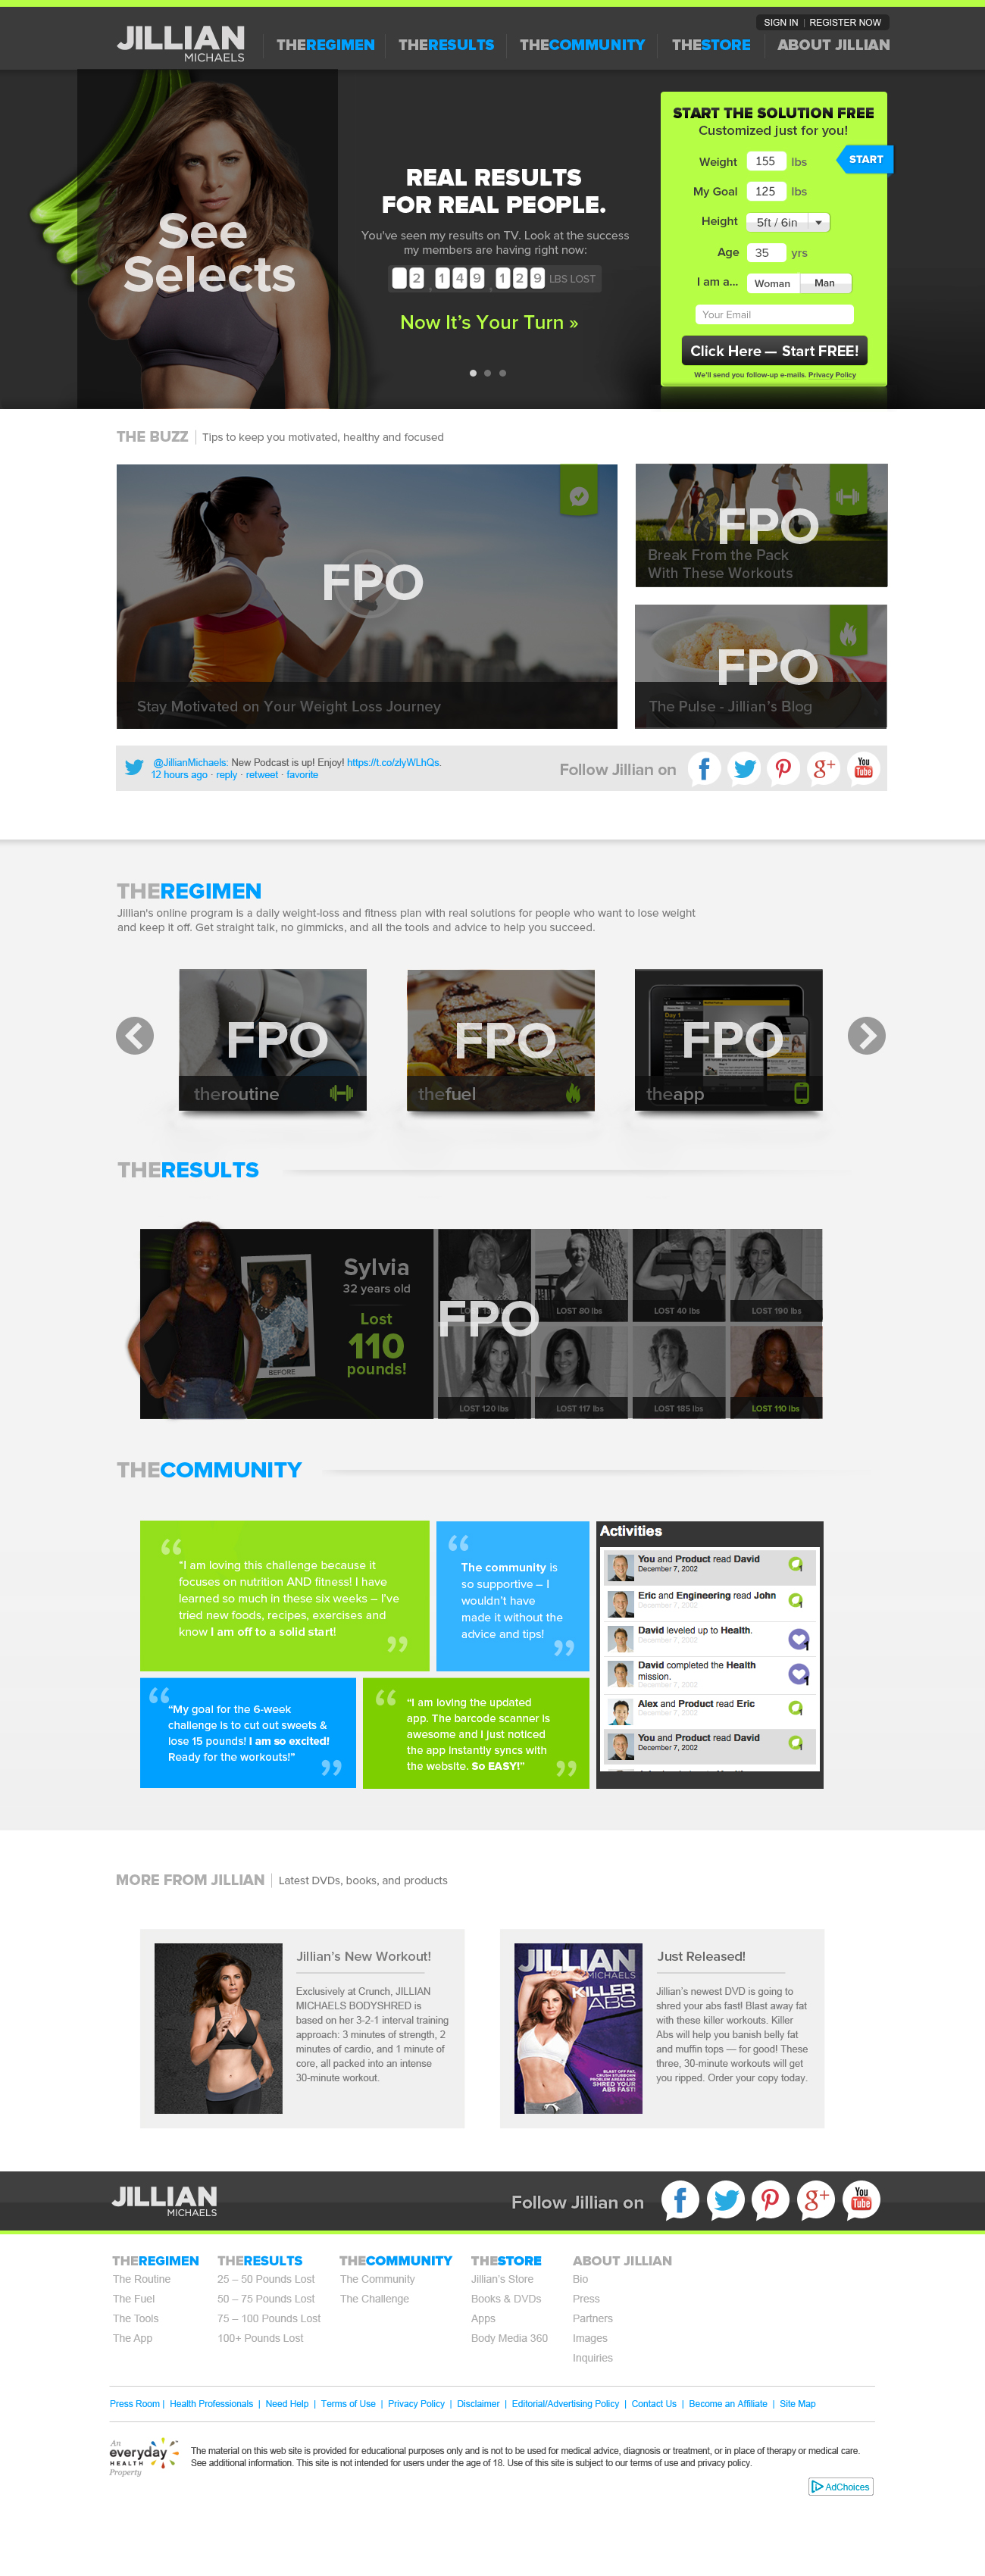 SIGN IN | REGISTER NOW
JILLIAN
MICHAELS
THEREGIMEN
THERESULTS
THECOMMUNITY
THESTORE
ABOUT JILLIAN
See
Selects
REAL RESULTS
FOR REAL PEOPLE.
You've seen my results on TV. Look at the success
my members are having right now:
2,149,129 LBS LOST
Now It's Your Turn »
START THE SOLUTION FREE
Customized just for you!
START
Weight 155 lbs
My Goal 125 lbs
Height 5ft / 6in
Age 35 yrs
I am a... Woman Man
Your Email
Click Here — Start FREE!
We'll send you follow-up e-mails. Privacy Policy
THE BUZZ | Tips to keep you motivated, healthy and focused
FPO
Stay Motivated on Your Weight Loss Journey
FPO
Break From the Pack
With These Workouts
FPO
The Pulse - Jillian's Blog
@JillianMichaels: New Podcast is up! Enjoy! https://t.co/zlyWLhQs.
12 hours ago · reply · retweet · favorite
Follow Jillian on
You
Tube
THEREGIMEN
Jillian's online program is a daily weight-loss and fitness plan with real solutions for people who want to lose weight
and keep it off. Get straight talk, no gimmicks, and all the tools and advice to help you succeed.
FPO
theroutine
FPO
thefuel
Day 1
FPO
theapp
THERESULTS
BEFORE
Sylvia
32 years old
Lost
110
pounds!
FPO
LOST 80 lbs
LOST 40 lbs
LOST 190 lbs
LOST 120 lbs
LOST 117 lbs
LOST 185 lbs
LOST 110 lbs
THECOMMUNITY
"I am loving this challenge because it
focuses on nutrition AND fitness! I have
learned so much in these six weeks – I've
tried new foods, recipes, exercises and
know I am off to a solid start!
The community is
so supportive – I
wouldn't have
made it without the
advice and tips!
"My goal for the 6-week
challenge is to cut out sweets &
lose 15 pounds! I am so excited!
Ready for the workouts!"
"I am loving the updated
app. The barcode scanner is
awesome and I just noticed
the app instantly syncs with
the website. So EASY!"
Activities
You and Product read David
December 7, 2002
1
Eric and Engineering read John
December 7, 2002
1
David leveled up to Health.
December 7, 2002
1
David completed the Health
mission.
December 7, 2002
1
Alex and Product read Eric
December 7, 2002
1
You and Product read David
December 7, 2002
1
MORE FROM JILLIAN | Latest DVDs, books, and products
Jillian's New Workout!
Exclusively at Crunch, JILLIAN
MICHAELS BODYSHRED is
based on her 3-2-1 interval training
approach: 3 minutes of strength, 2
minutes of cardio, and 1 minute of
core, all packed into an intense
30-minute workout.
JILLIAN
MICHAELS
KILLER
ABS
BLAST OFF FAT,
CRUSH STUBBORN
PROBLEM AREAS AND
SHRED YOUR
ABS FAST!
Just Released!
Jillian's newest DVD is going to
shred your abs fast! Blast away fat
with these killer workouts. Killer
Abs will help you banish belly fat
and muffin tops — for good! These
three, 30-minute workouts will get
you ripped. Order your copy today.
JILLIAN
MICHAELS
Follow Jillian on
You
Tube
THEREGIMEN
The Routine
The Fuel
The Tools
The App
THERESULTS
25 – 50 Pounds Lost
50 – 75 Pounds Lost
75 – 100 Pounds Lost
100+ Pounds Lost
THECOMMUNITY
The Community
The Challenge
THESTORE
Jillian's Store
Books & DVDs
Apps
Body Media 360
ABOUT JILLIAN
Bio
Press
Partners
Images
Inquiries
Press Room | Health Professionals | Need Help | Terms of Use | Privacy Policy | Disclaimer | Editorial/Advertising Policy | Contact Us | Become an Affiliate | Site Map
An
everyday
HEALTH
Property
The material on this web site is provided for educational purposes only and is not to be used for medical advice, diagnosis or treatment, or in place of therapy or medical care.
See additional information. This site is not intended for users under the age of 18. Use of this site is subject to our terms of use and privacy policy.
AdChoices